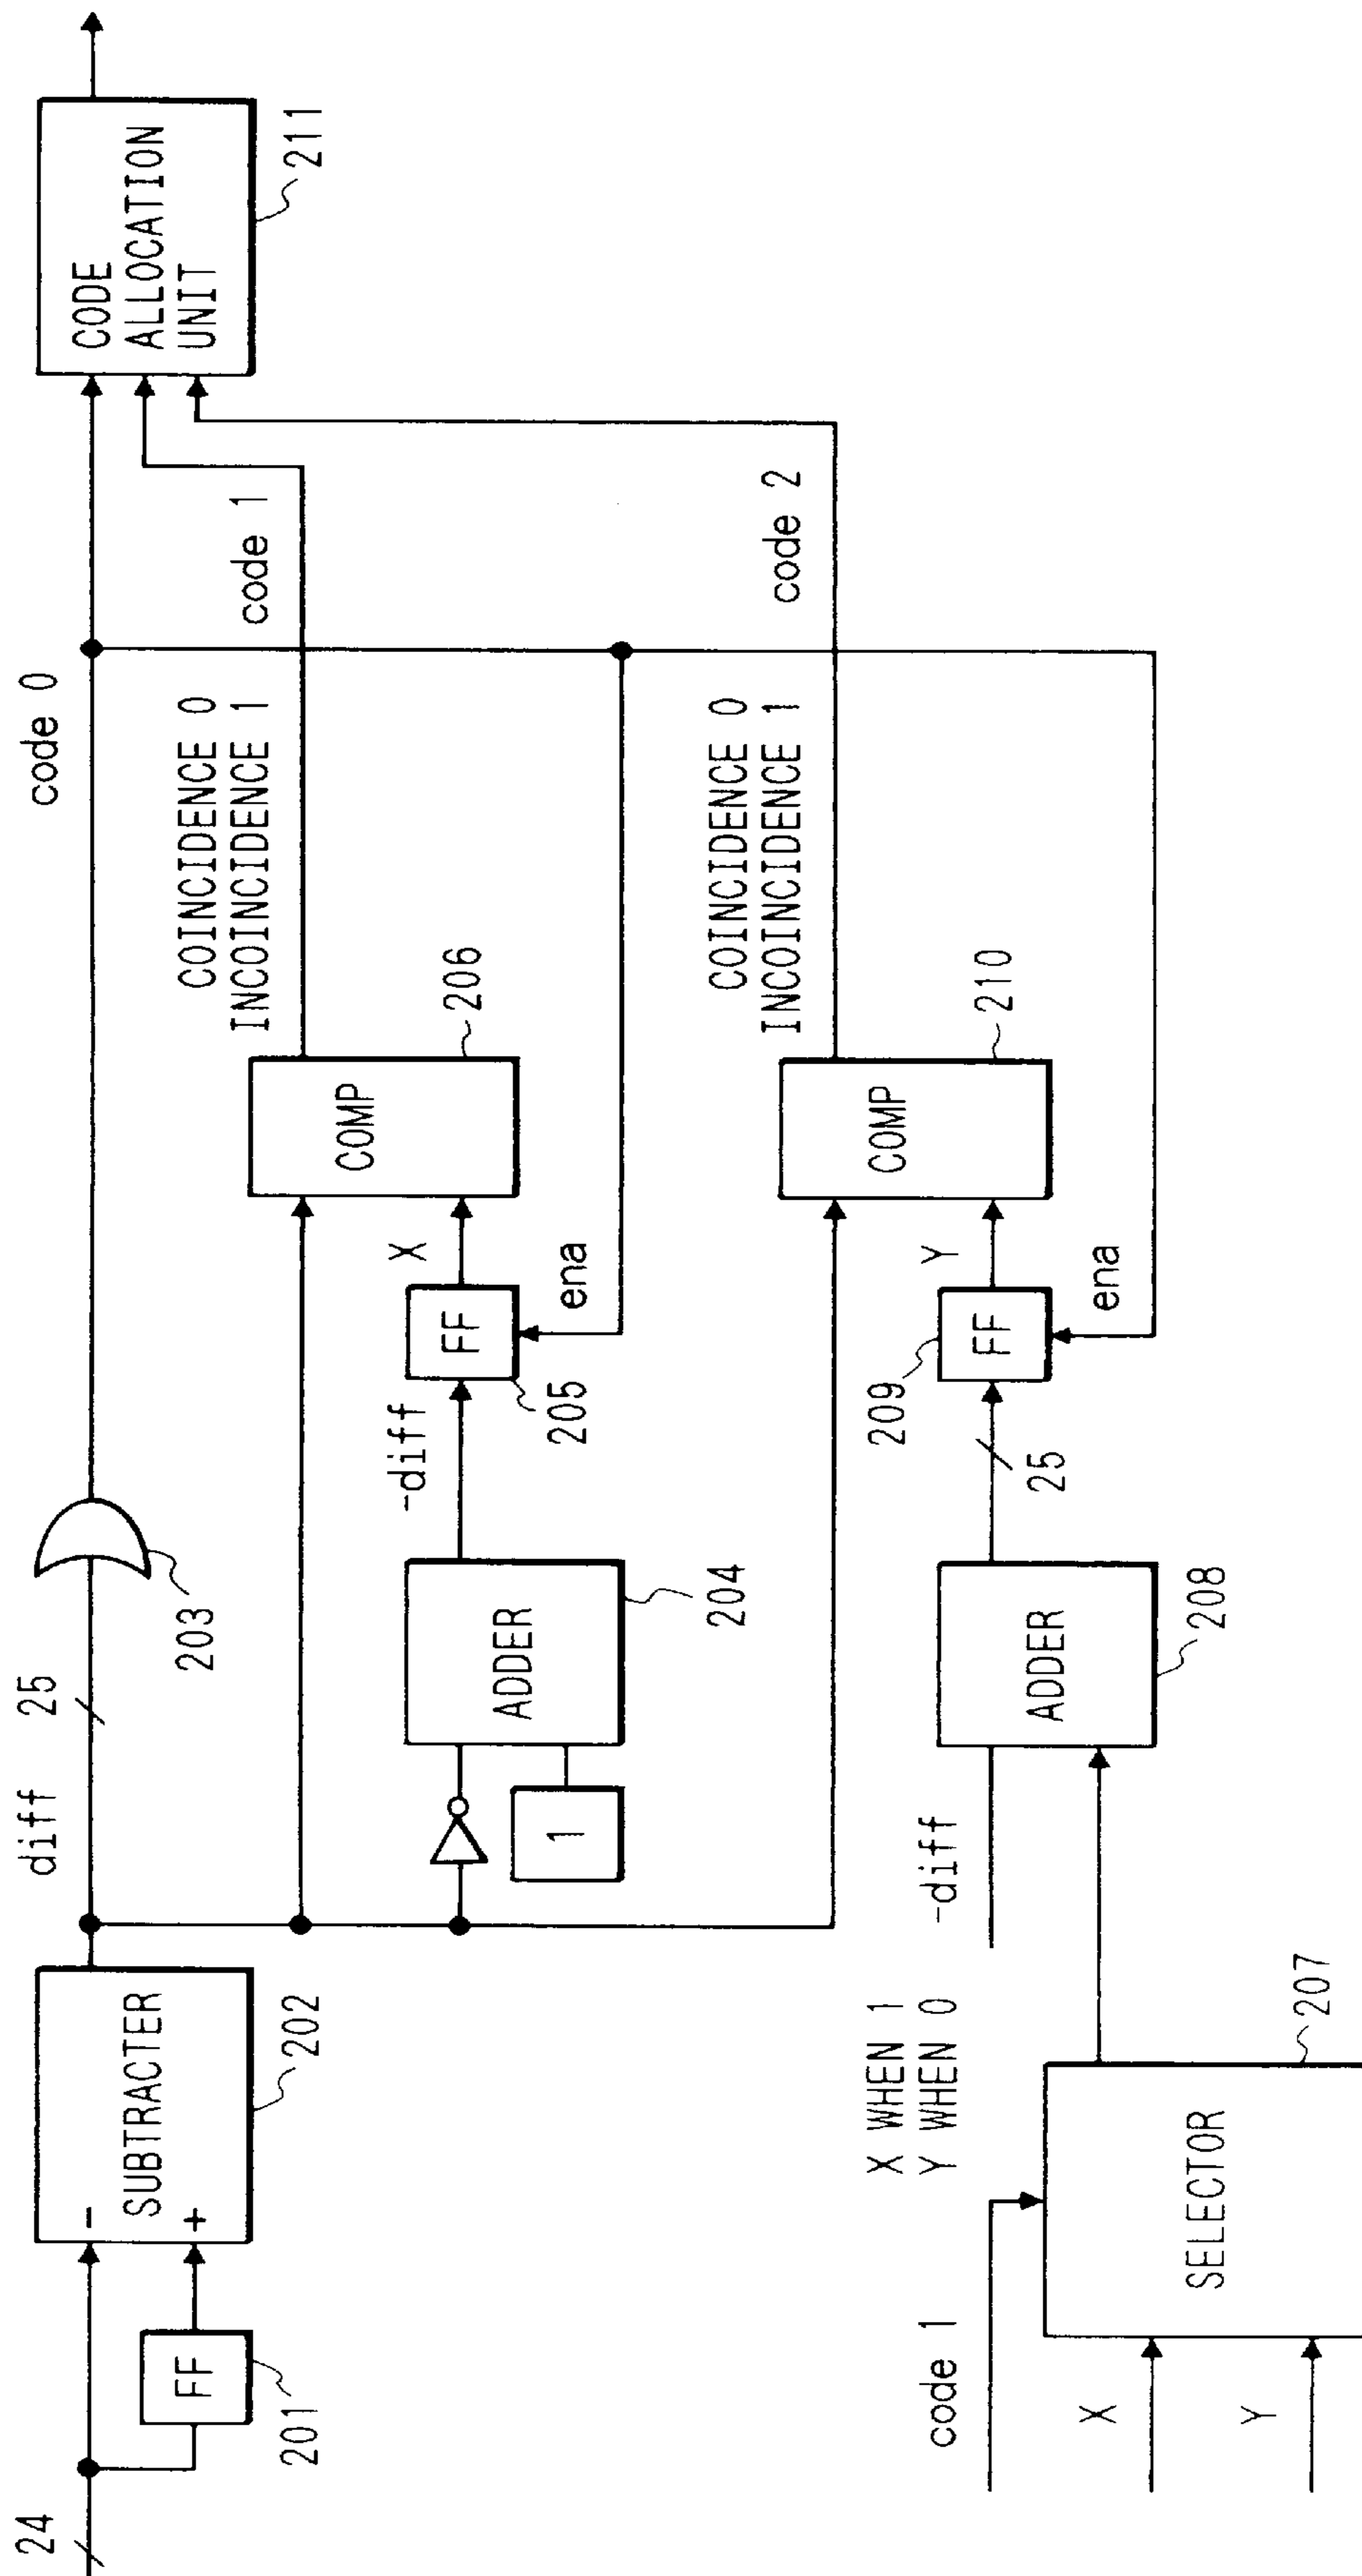 24
FF
201
-
+
SUBTRACTER
202
diff 25
203
code 0
CODE
ALLOCATION
UNIT
211
1
ADDER
204
-diff
FF
205
X
ena
COMP
206
COINCIDENCE 0
INCOINCIDENCE 1
code 1
code 1
X
Y
SELECTOR
207
X WHEN 1
Y WHEN 0
-diff
ADDER
208
25
FF
209
Y
ena
COMP
210
COINCIDENCE 0
INCOINCIDENCE 1
code 2